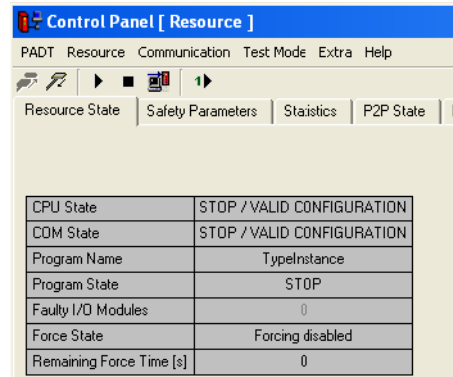 Control Panel [ Resource ]
PADT Resource Communication Test Mode Extra Help
1
Resource State Safety Parameters Statistics P2P State
CPU State STOP / VALID CONFIGURATION
COM State STOP / VALID CONFIGURATION
Program Name TypeInstance
Program State STOP
Faulty I/O Modules 0
Force State Forcing disabled
Remaining Force Time [s] 0